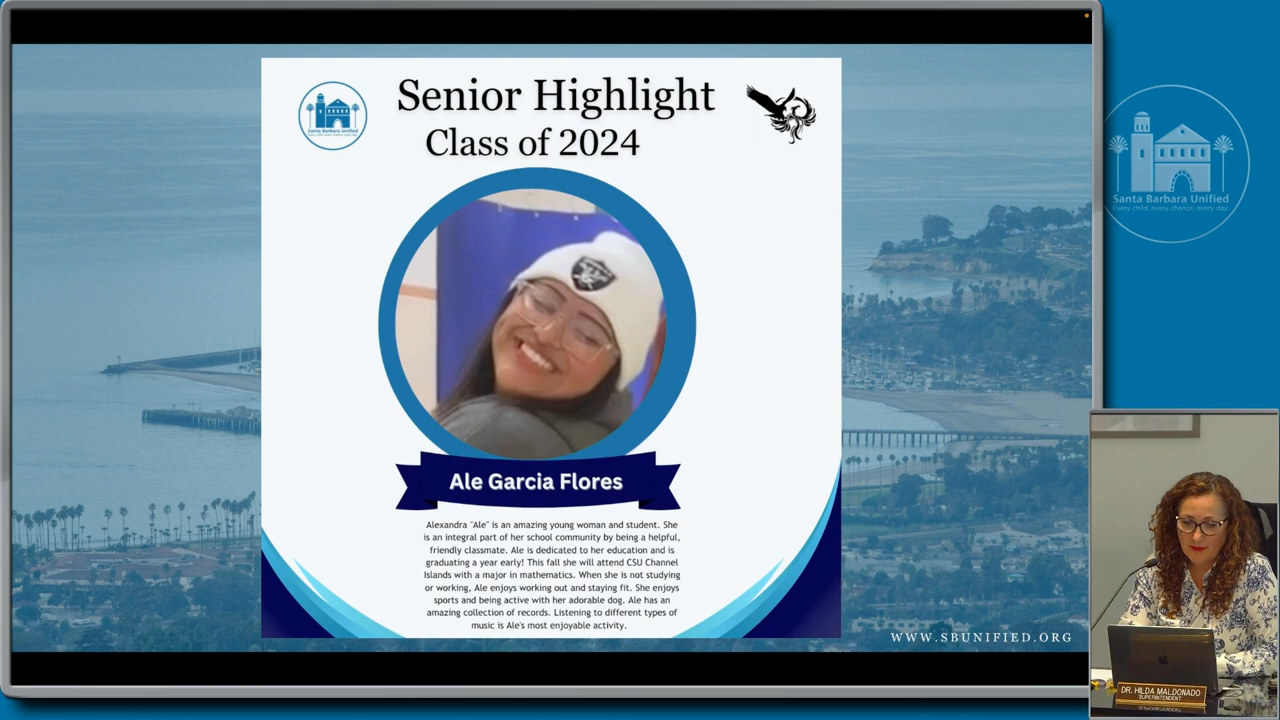 Senior Highlight
Class of 2024
Santa Barbara Unified
Ale Garcia Flores
Alexandra "Ale" is an amazing young woman and student. She
is an integral part of her school community by being a helpful,
friendly classmate. Ale is dedicated to her education and is
graduating a year early! This fall she will attend CSU Channel
Islands with a major in mathematics. When she is not studying
or working, Ale enjoys working out and staying fit. She enjoys
sports and being active with her adorable dog. Ale has an
amazing collection of records. Listening to different types of
music is Ale's most enjoyable activity.
WWW.SBUNIFIED.ORG
Santa Barbara Unified
Every child, every chance, every day.
DR. HILDA MALDONADO
SUPERINTENDENT